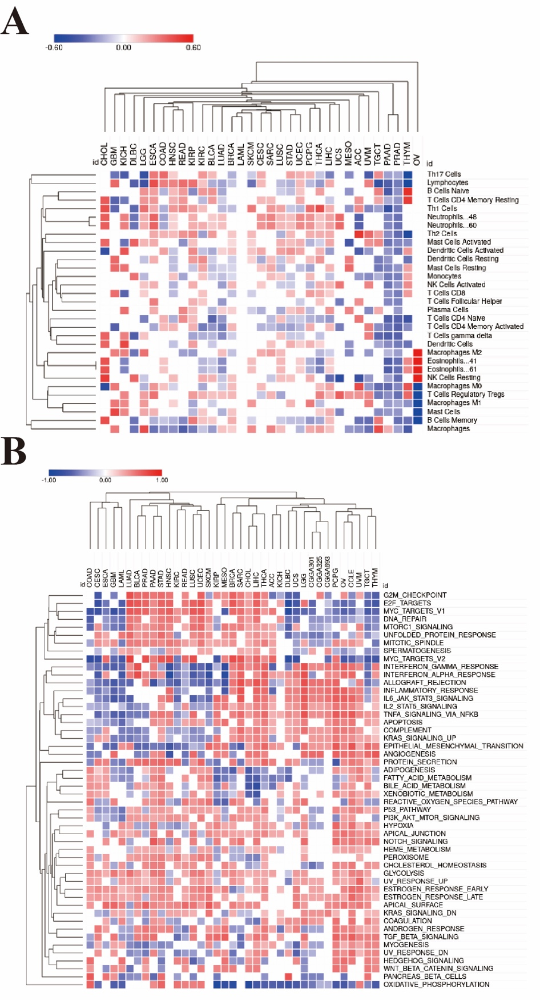 A
-0.60 0.00 0.60
id CHOL GBM KICH DLBC LGG ESCA COAD HNSC READ KIRP KIRC BLCA LUAD BRCA LAML SKCM CESC SARC LUSC STAD UCEC PCPG THCA LIHC UCS MESO ACC UVM TGCT PAAD PRAD THYM OV id
Th17 Cells
Lymphocytes
B Cells Naive
T Cells CD4 Memory Resting
Th1 Cells
Neutrophils...48
Neutrophils...60
Th2 Cells
Mast Cells Activated
Dendritic Cells Activated
Dendritic Cells Resting
Mast Cells Resting
Monocytes
NK Cells Activated
T Cells CD8
T Cells Follicular Helper
Plasma Cells
T Cells CD4 Naive
T Cells CD4 Memory Activated
T Cells gamma delta
Dendritic Cells
Macrophages M2
Eosinophils...41
Eosinophils...61
NK Cells Resting
Macrophages M0
T Cells Regulatory Tregs
Macrophages M1
Mast Cells
B Cells Memory
Macrophages
B
-1.00 0.00 1.00
id COAD CESC ESCA GBM LAML LUAD BLCA PRAD PAAD STAD HNSC KIRC READ LUSC UCEC SKCM KIRP MESO BRCA SARC CHOL LIHC THCA ACC KICH DLBC UCS LGG CGGA301 CGGA325 CGGA693 PCPG OV CCLE UVM TGCT THYM id
G2M_CHECKPOINT
E2F_TARGETS
MYC_TARGETS_V1
DNA_REPAIR
MTORC1_SIGNALING
UNFOLDED_PROTEIN_RESPONSE
MITOTIC_SPINDLE
SPERMATOGENESIS
MYC_TARGETS_V2
INTERFERON_GAMMA_RESPONSE
INTERFERON_ALPHA_RESPONSE
ALLOGRAFT_REJECTION
INFLAMMATORY_RESPONSE
IL6_JAK_STAT3_SIGNALING
IL2_STAT5_SIGNALING
TNFA_SIGNALING_VIA_NFKB
APOPTOSIS
COMPLEMENT
KRAS_SIGNALING_UP
EPITHELIAL_MESENCHYMAL_TRANSITION
ANGIOGENESIS
PROTEIN_SECRETION
ADIPOGENESIS
FATTY_ACID_METABOLISM
BILE_ACID_METABOLISM
XENOBIOTIC_METABOLISM
REACTIVE_OXYGEN_SPECIES_PATHWAY
P53_PATHWAY
PI3K_AKT_MTOR_SIGNALING
HYPOXIA
APICAL_JUNCTION
NOTCH_SIGNALING
HEME_METABOLISM
PEROXISOME
CHOLESTEROL_HOMEOSTASIS
GLYCOLYSIS
UV_RESPONSE_UP
ESTROGEN_RESPONSE_EARLY
ESTROGEN_RESPONSE_LATE
APICAL_SURFACE
KRAS_SIGNALING_DN
COAGULATION
ANDROGEN_RESPONSE
TGF_BETA_SIGNALING
MYOGENESIS
UV_RESPONSE_DN
HEDGEHOG_SIGNALING
WNT_BETA_CATENIN_SIGNALING
PANCREAS_BETA_CELLS
OXIDATIVE_PHOSPHORYLATION